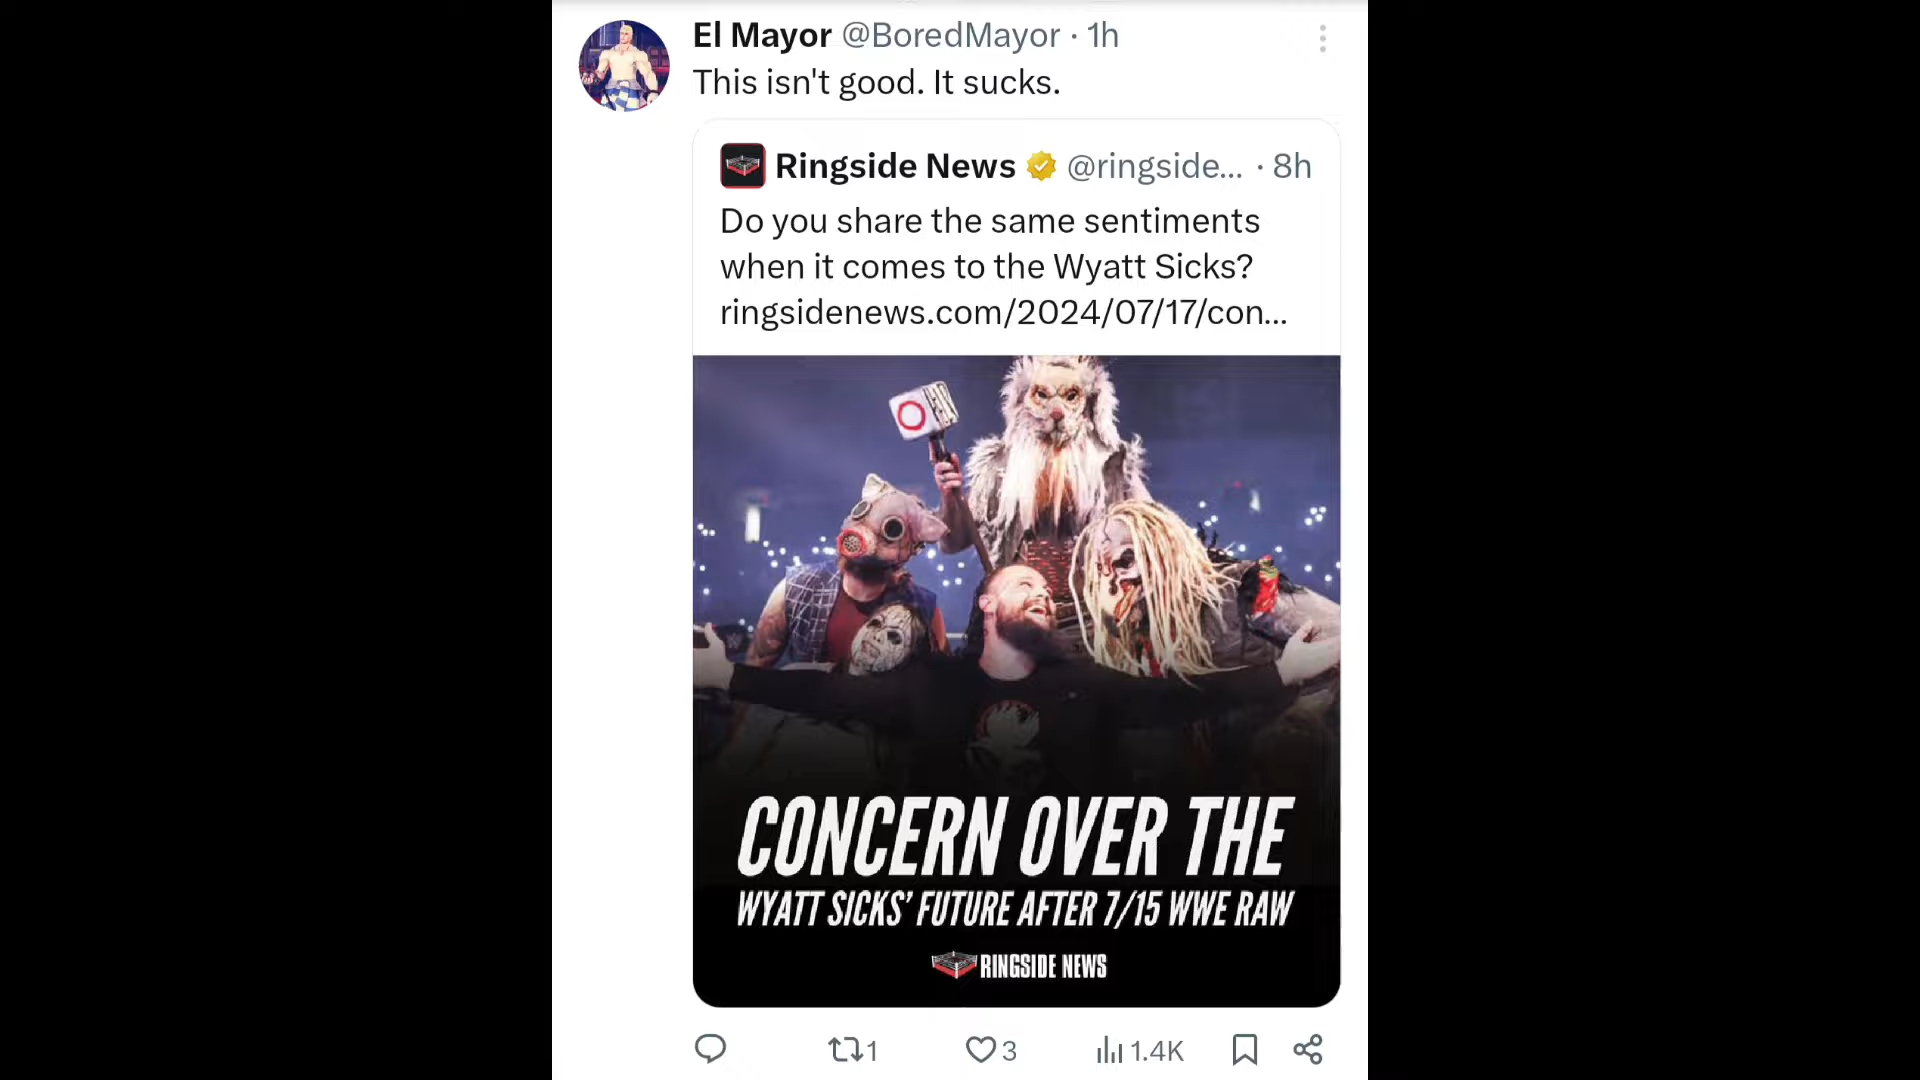 El Mayor @BoredMayor · 1h
This isn't good. It sucks.
Ringside News @ringside... · 8h
Do you share the same sentiments
when it comes to the Wyatt Sicks?
ringsidenews.com/2024/07/17/con...
CONCERN OVER THE
WYATT SICKS' FUTURE AFTER 7/15 WWE RAW
RINGSIDE NEWS
1 3 1.4K